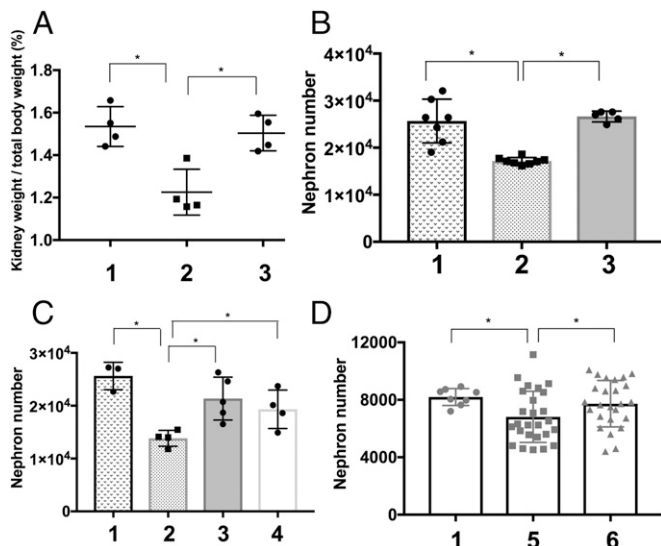 A
Kidney weight / total body weight (%)
*
*
1.8
1.6
1.4
1.2
1.0
1 2 3
B
Nephron number
*
*
4×10⁴
3×10⁴
2×10⁴
1×10⁴
0
1 2 3
C
Nephron number
*
*
*
3×10⁴
2×10⁴
1×10⁴
0
1 2 3 4
D
Nephron number
*
*
12000
8000
4000
0
1 5 6